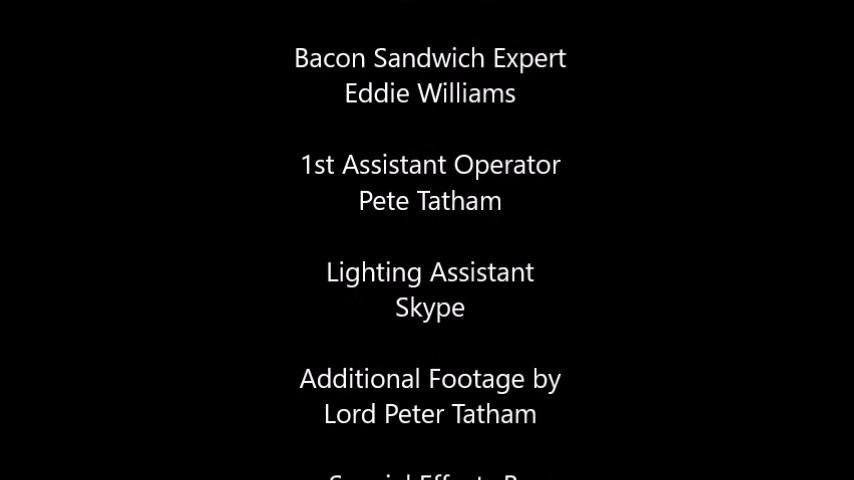 Bacon Sandwich Expert
Eddie Williams
1st Assistant Operator
Pete Tatham
Lighting Assistant
Skype
Additional Footage by
Lord Peter Tatham